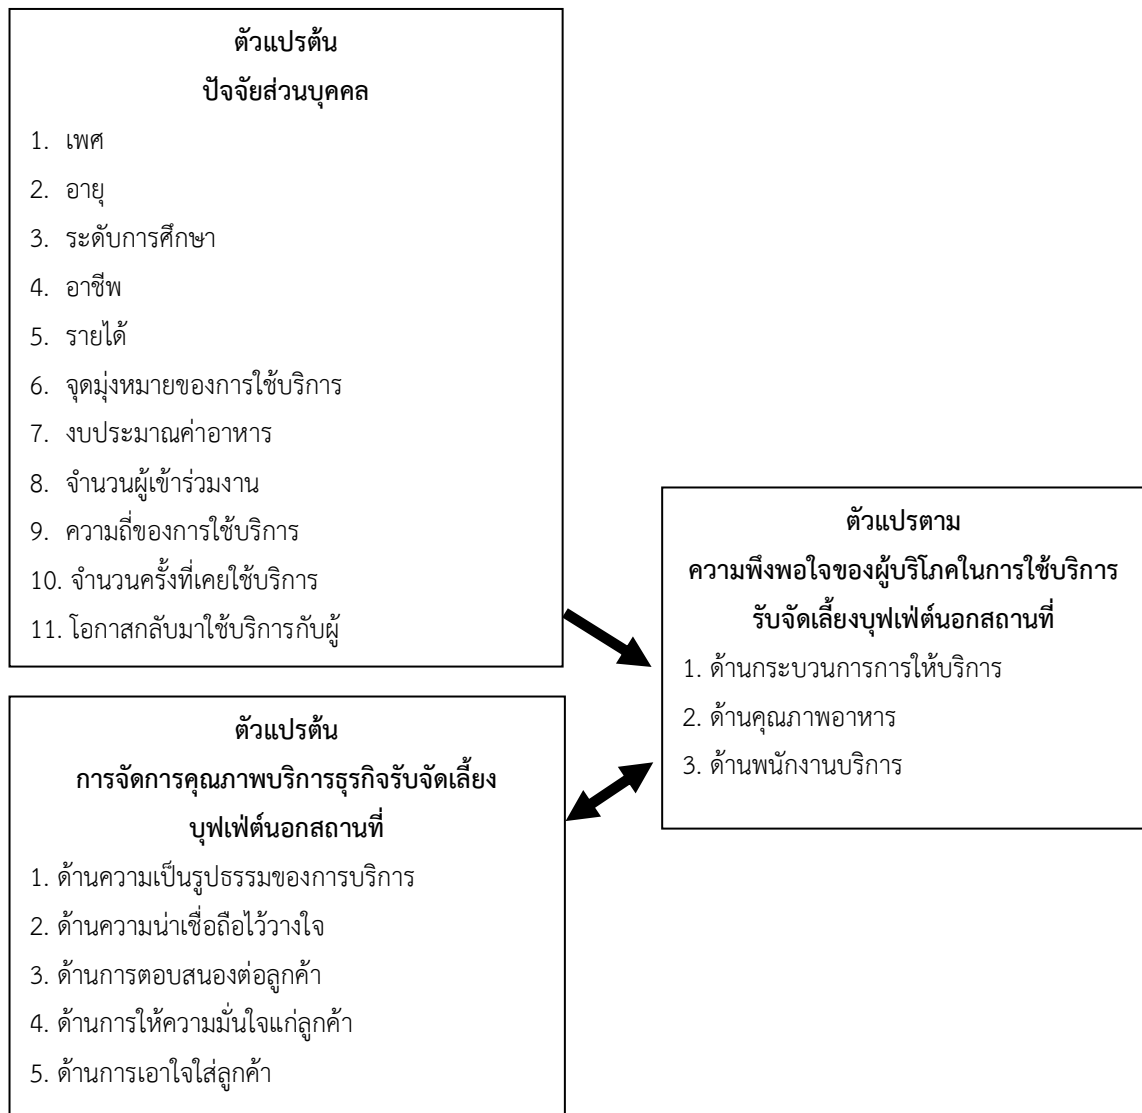 ตัวแปรต้น
ปัจจัยส่วนบุคคล
1. เพศ
2. อายุ
3. ระดับการศึกษา
4. อาชีพ
5. รายได้
6. จุดมุ่งหมายของการใช้บริการ
7. งบประมาณค่าอาหาร
8. จำนวนผู้เข้าร่วมงาน
9. ความถี่ของการใช้บริการ
10. จำนวนครั้งที่เคยใช้บริการ
11. โอกาสกลับมาใช้บริการกับผู้
ตัวแปรต้น
การจัดการคุณภาพบริการธุรกิจรับจัดเลี้ยง
บุฟเฟ่ต์นอกสถานที่
1. ด้านความเป็นรูปธรรมของการบริการ
2. ด้านความน่าเชื่อถือไว้วางใจ
3. ด้านการตอบสนองต่อลูกค้า
4. ด้านการให้ความมั่นใจแก่ลูกค้า
5. ด้านการเอาใจใส่ลูกค้า
ตัวแปรตาม
ความพึงพอใจของผู้บริโภคในการใช้บริการ
รับจัดเลี้ยงบุฟเฟ่ต์นอกสถานที่
1. ด้านกระบวนการการให้บริการ
2. ด้านคุณภาพอาหาร
3. ด้านพนักงานบริการ